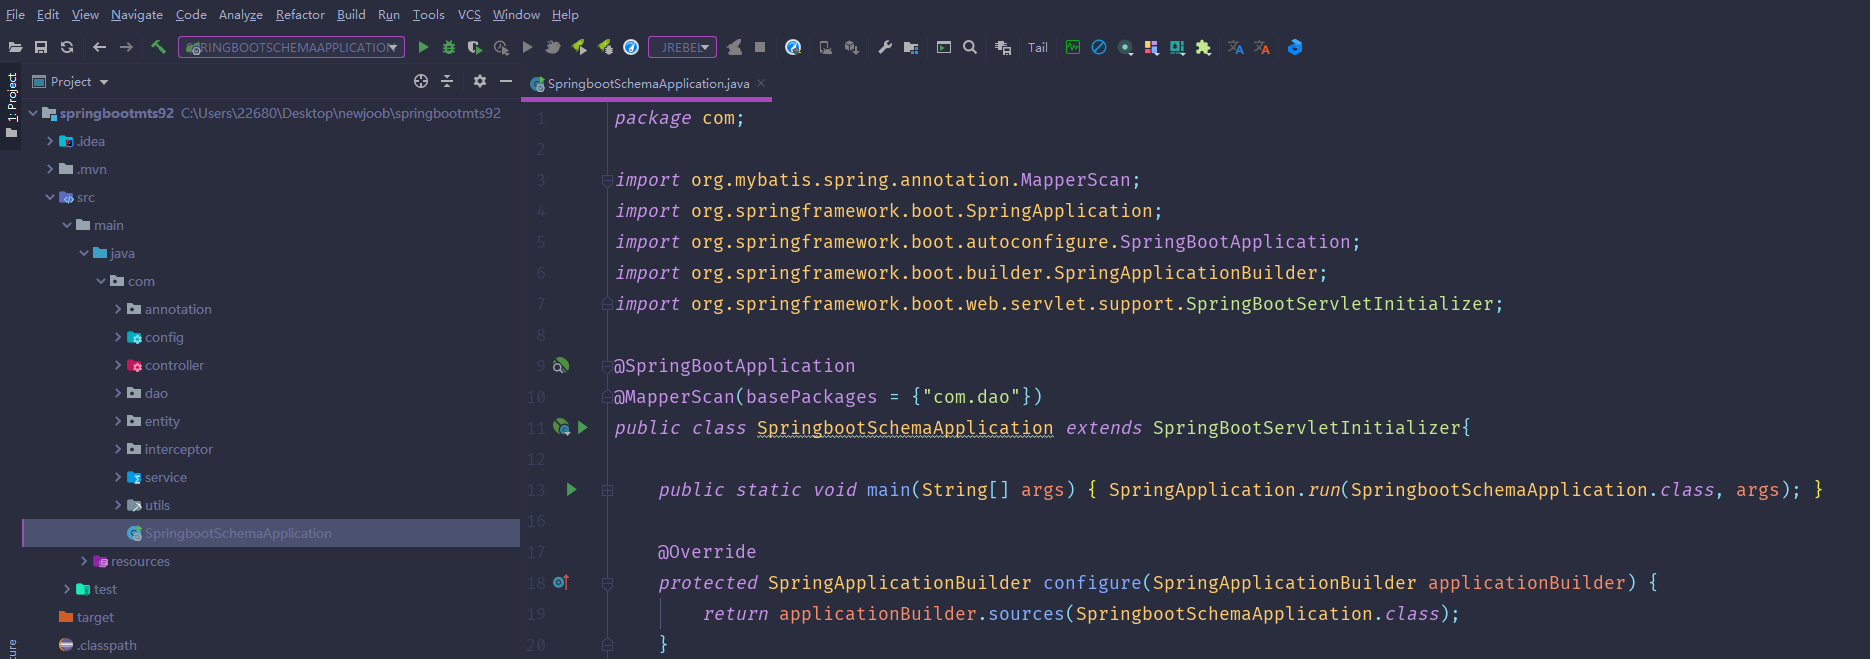 File Edit View Navigate Code Analyze Refactor Build Run Tools VCS Window Help
SPRINGBOOTSCHEMAAPPLICATION JREBEL Tail
1: Project
Project
SpringbootSchemaApplication.java
springbootmts92 C:\Users\22680\Desktop\newjoob\springbootmts92
.idea
.mvn
src
main
java
com
annotation
config
controller
dao
entity
interceptor
service
utils
SpringbootSchemaApplication
resources
test
target
.classpath
1 package com;
2
3 import org.mybatis.spring.annotation.MapperScan;
4 import org.springframework.boot.SpringApplication;
5 import org.springframework.boot.autoconfigure.SpringBootApplication;
6 import org.springframework.boot.builder.SpringApplicationBuilder;
7 import org.springframework.boot.web.servlet.support.SpringBootServletInitializer;
8
9 @SpringBootApplication
10 @MapperScan(basePackages = {"com.dao"})
11 public class SpringbootSchemaApplication extends SpringBootServletInitializer{
12
13 public static void main(String[] args) { SpringApplication.run(SpringbootSchemaApplication.class, args); }
16
17 @Override
18 protected SpringApplicationBuilder configure(SpringApplicationBuilder applicationBuilder) {
19 return applicationBuilder.sources(SpringbootSchemaApplication.class);
20 }